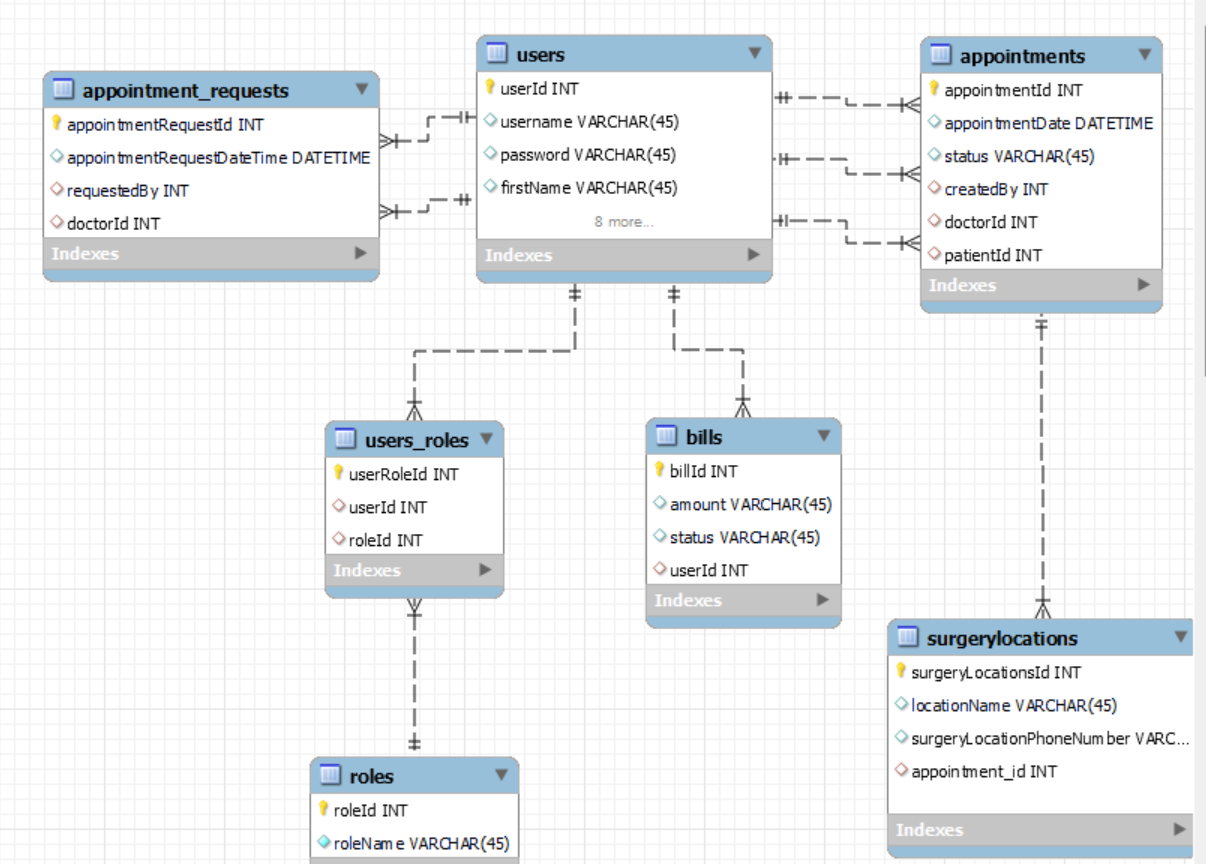 appointment_requests
appointmentRequestId INT
appointmentRequestDateTime DATETIME
requestedBy INT
doctorId INT
Indexes
users
userId INT
username VARCHAR(45)
password VARCHAR(45)
firstName VARCHAR(45)
8 more...
Indexes
appointments
appointmentId INT
appointmentDate DATETIME
status VARCHAR(45)
createdBy INT
doctorId INT
patientId INT
Indexes
users_roles
userRoleId INT
userId INT
roleId INT
Indexes
bills
billId INT
amount VARCHAR(45)
status VARCHAR(45)
userId INT
Indexes
surgerylocations
surgeryLocationsId INT
locationName VARCHAR(45)
surgeryLocationPhoneNumber VARC...
appointment_id INT
Indexes
roles
roleId INT
roleName VARCHAR(45)